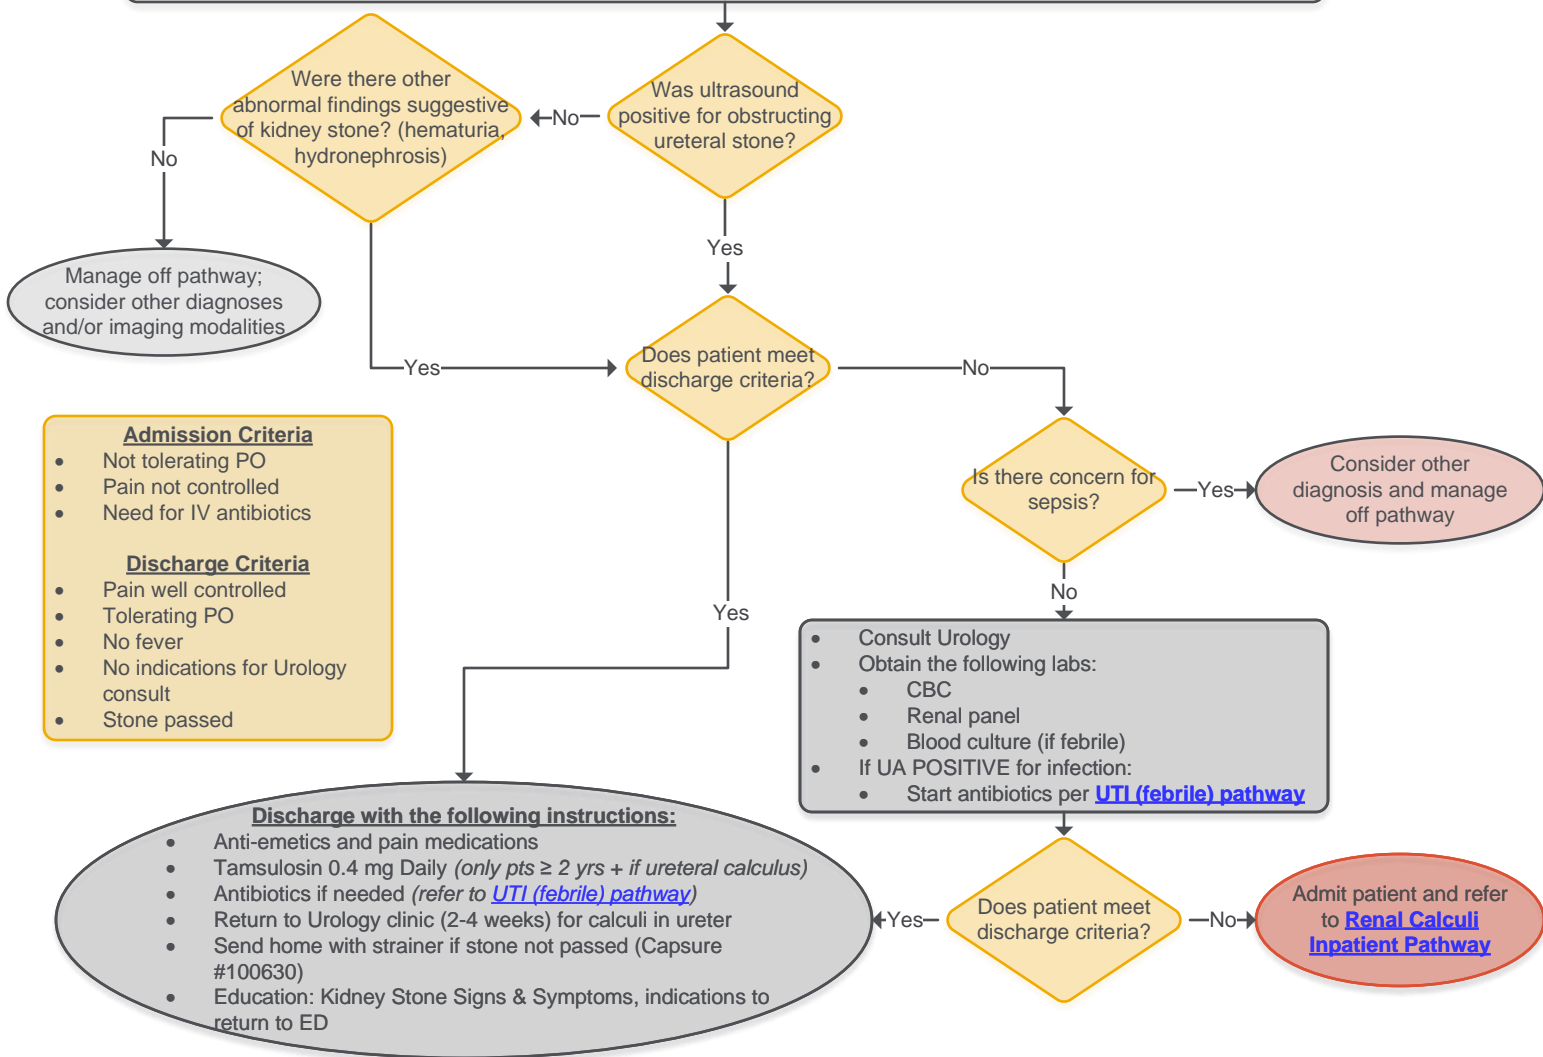 Were there other
abnormal findings suggestive
of kidney stone? (hematuria,
hydronephrosis)
No
Was ultrasound
positive for obstructing
ureteral stone?
No
Yes
Manage off pathway;
consider other diagnoses
and/or imaging modalities
Yes
Does patient meet
discharge criteria?
No
Admission Criteria
• Not tolerating PO
• Pain not controlled
• Need for IV antibiotics
Discharge Criteria
• Pain well controlled
• Tolerating PO
• No fever
• No indications for Urology
consult
• Stone passed
Is there concern for
sepsis?
Yes
Consider other
diagnosis and manage
off pathway
No
Yes
• Consult Urology
• Obtain the following labs:
• CBC
• Renal panel
• Blood culture (if febrile)
• If UA POSITIVE for infection:
• Start antibiotics per UTI (febrile) pathway
Discharge with the following instructions:
• Anti-emetics and pain medications
• Tamsulosin 0.4 mg Daily (only pts ≥ 2 yrs + if ureteral calculus)
• Antibiotics if needed (refer to UTI (febrile) pathway)
• Return to Urology clinic (2-4 weeks) for calculi in ureter
• Send home with strainer if stone not passed (Capsure
#100630)
• Education: Kidney Stone Signs & Symptoms, indications to
return to ED
Yes
Does patient meet
discharge criteria?
No
Admit patient and refer
to Renal Calculi
Inpatient Pathway